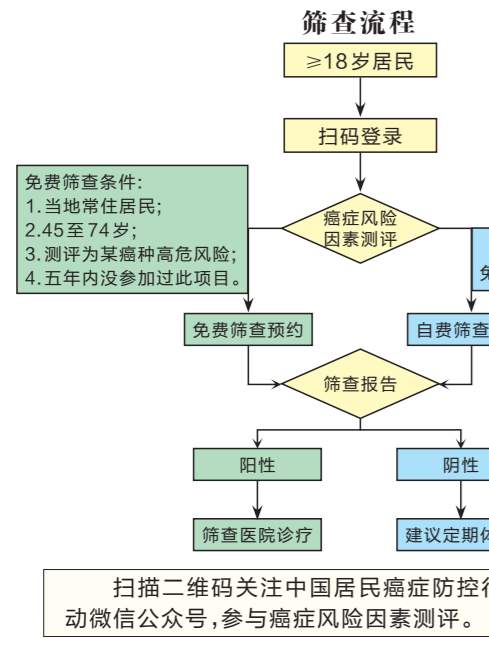 筛查流程
≥18岁居民
扫码登录
免费筛查条件:
1.当地常住居民;
2.45至74岁;
3.测评为某癌种高危风险;
4.五年内没参加过此项目。
癌症风险
因素测评
免费筛查预约
自费筛查
筛查报告
阳性
阴性
筛查医院诊疗
建议定期
扫描二维码关注中国居民癌症防控
动微信公众号,参与癌症风险因素测评。